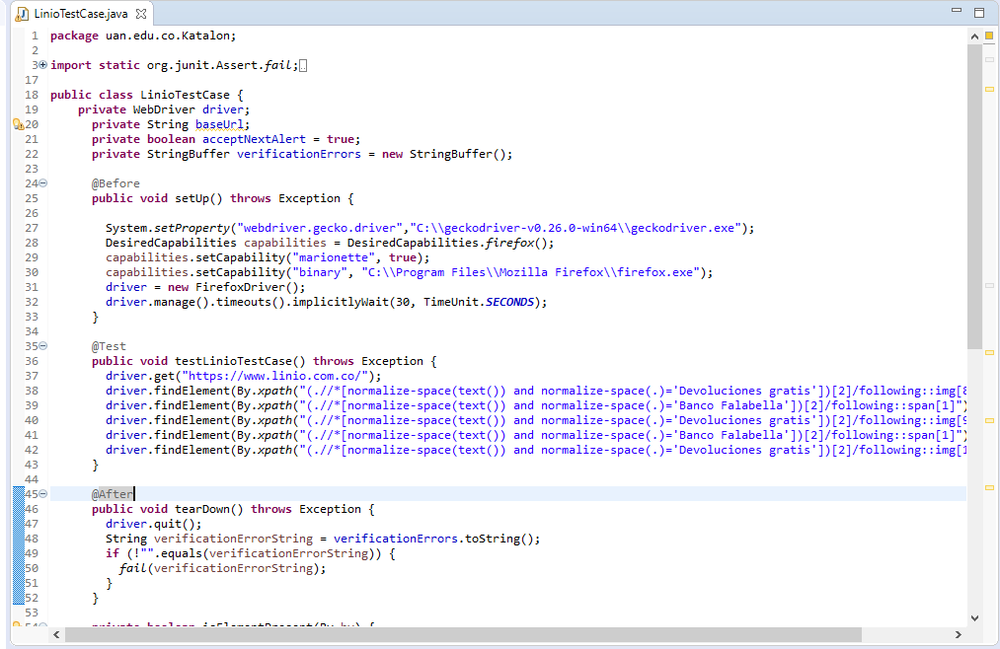 LinioTestCase.java
1 package uan.edu.co.Katalon;
2
3 import static org.junit.Assert.fail;
17
18 public class LinioTestCase {
19 private WebDriver driver;
20 private String baseUrl;
21 private boolean acceptNextAlert = true;
22 private StringBuffer verificationErrors = new StringBuffer();
23
24 @Before
25 public void setUp() throws Exception {
26
27 System.setProperty("webdriver.gecko.driver","C:\\geckodriver-v0.26.0-win64\\geckodriver.exe");
28 DesiredCapabilities capabilities = DesiredCapabilities.firefox();
29 capabilities.setCapability("marionette", true);
30 capabilities.setCapability("binary", "C:\\Program Files\\Mozilla Firefox\\firefox.exe");
31 driver = new FirefoxDriver();
32 driver.manage().timeouts().implicitlyWait(30, TimeUnit.SECONDS);
33 }
34
35 @Test
36 public void testLinioTestCase() throws Exception {
37 driver.get("https://www.linio.com.co/");
38 driver.findElement(By.xpath("(.//*[normalize-space(text()) and normalize-space(.)='Devoluciones gratis'])[2]/following::img[8
39 driver.findElement(By.xpath("(.//*[normalize-space(text()) and normalize-space(.)='Banco Falabella'])[2]/following::span[1]")
40 driver.findElement(By.xpath("(.//*[normalize-space(text()) and normalize-space(.)='Devoluciones gratis'])[2]/following::img[9
41 driver.findElement(By.xpath("(.//*[normalize-space(text()) and normalize-space(.)='Banco Falabella'])[2]/following::span[1]")
42 driver.findElement(By.xpath("(.//*[normalize-space(text()) and normalize-space(.)='Devoluciones gratis'])[2]/following::img[1
43 }
44
45 @After
46 public void tearDown() throws Exception {
47 driver.quit();
48 String verificationErrorString = verificationErrors.toString();
49 if (!"".equals(verificationErrorString)) {
50 fail(verificationErrorString);
51 }
52 }
53
54 private boolean isElementPresent(By by) {